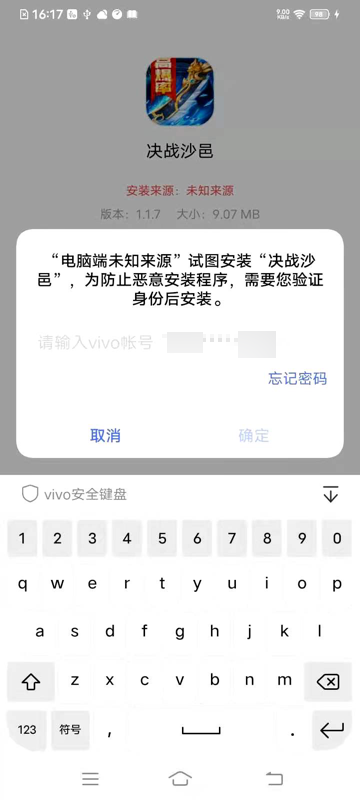 16:17
9.00 KB/s
98
高爆率
决战沙邑
安装来源：未知来源
版本：1.1.7 大小：9.07 MB
“电脑端未知来源”试图安装“决战沙
邑”，为防止恶意安装程序，需要您验证
身份后安装。
请输入vivo帐号
忘记密码
取消 确定
vivo安全键盘
1 2 3 4 5 6 7 8 9 0
q w e r t y u i o p
a s d f g h j k l
z x c v b n m
123 符号 , .